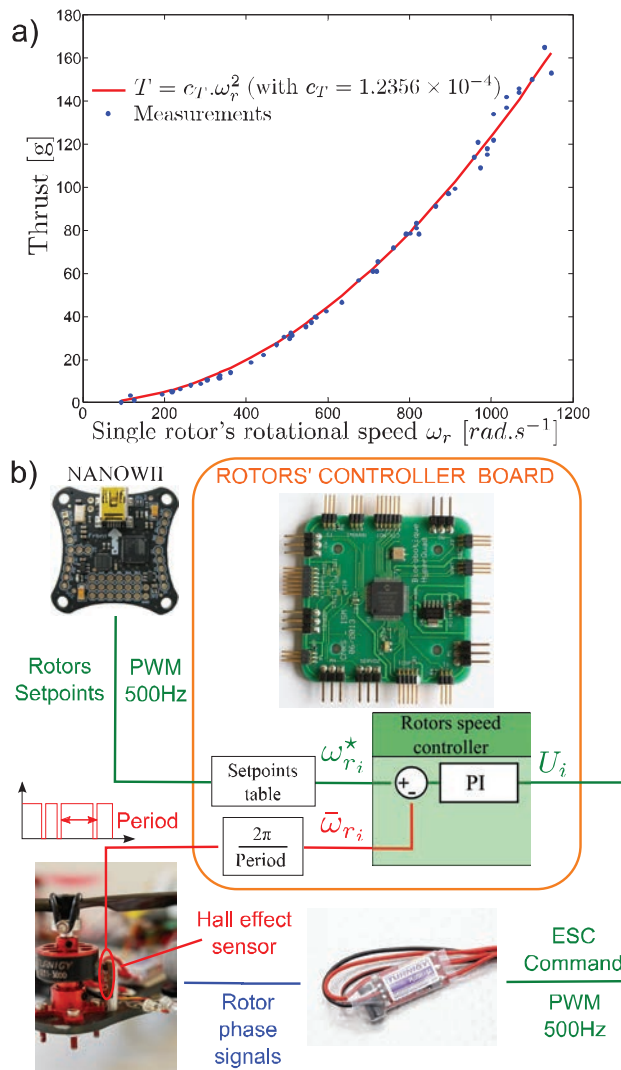 a)
Thrust [g]
180
160
140
120
100
80
60
40
20
0
T = c_T.ω_r^2 (with c_T = 1.2356 × 10^-4)
Measurements
0 200 400 600 800 1000 1200
Single rotor's rotational speed ω_r [rad.s^-1]
b)
NANOWII
ROTORS' CONTROLLER BOARD
Rotors
Setpoints
PWM
500Hz
Setpoints
table
ω*_ri
Rotors speed
controller
+
-
PI
U_i
Period
2π
Period
ω̄_ri
Hall effect
sensor
Rotor
phase
signals
ESC
Command
PWM
500Hz